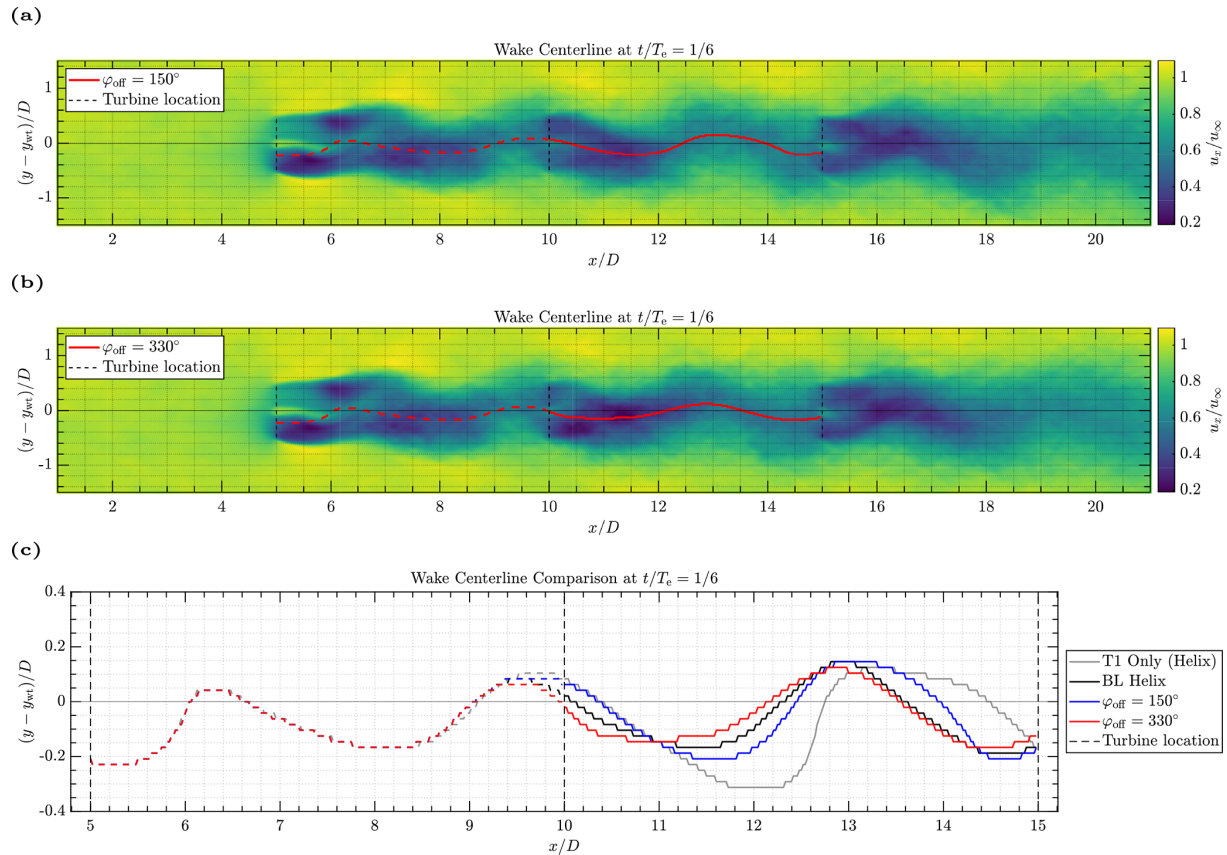 (a)
Wake Centerline at t/Tₑ = 1/6
φ_off = 150°
Turbine location
(y − y_wt)/D
1
0
-1
2 4 6 8 10 12 14 16 18 20
x/D
1
0.8
0.6
0.4
0.2
u_x/u_∞
(b)
Wake Centerline at t/Tₑ = 1/6
φ_off = 330°
Turbine location
(y − y_wt)/D
1
0
-1
2 4 6 8 10 12 14 16 18 20
x/D
1
0.8
0.6
0.4
0.2
u_x/u_∞
(c)
Wake Centerline Comparison at t/Tₑ = 1/6
(y − y_wt)/D
0.4
0.2
0
-0.2
-0.4
5 6 7 8 9 10 11 12 13 14 15
x/D
T1 Only (Helix)
BL Helix
φ_off = 150°
φ_off = 330°
Turbine location